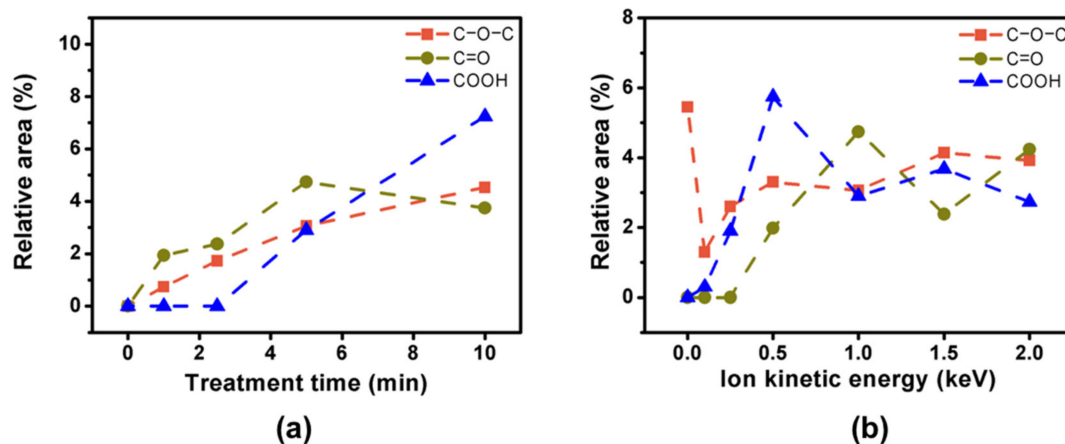 C-O-C
C=O
COOH
Relative area (%)
10
8
6
4
2
0
0 2 4 6 8 10
Treatment time (min)
(a)
C-O-C
C=O
COOH
Relative area (%)
8
6
4
2
0
0.0 0.5 1.0 1.5 2.0
Ion kinetic energy (keV)
(b)